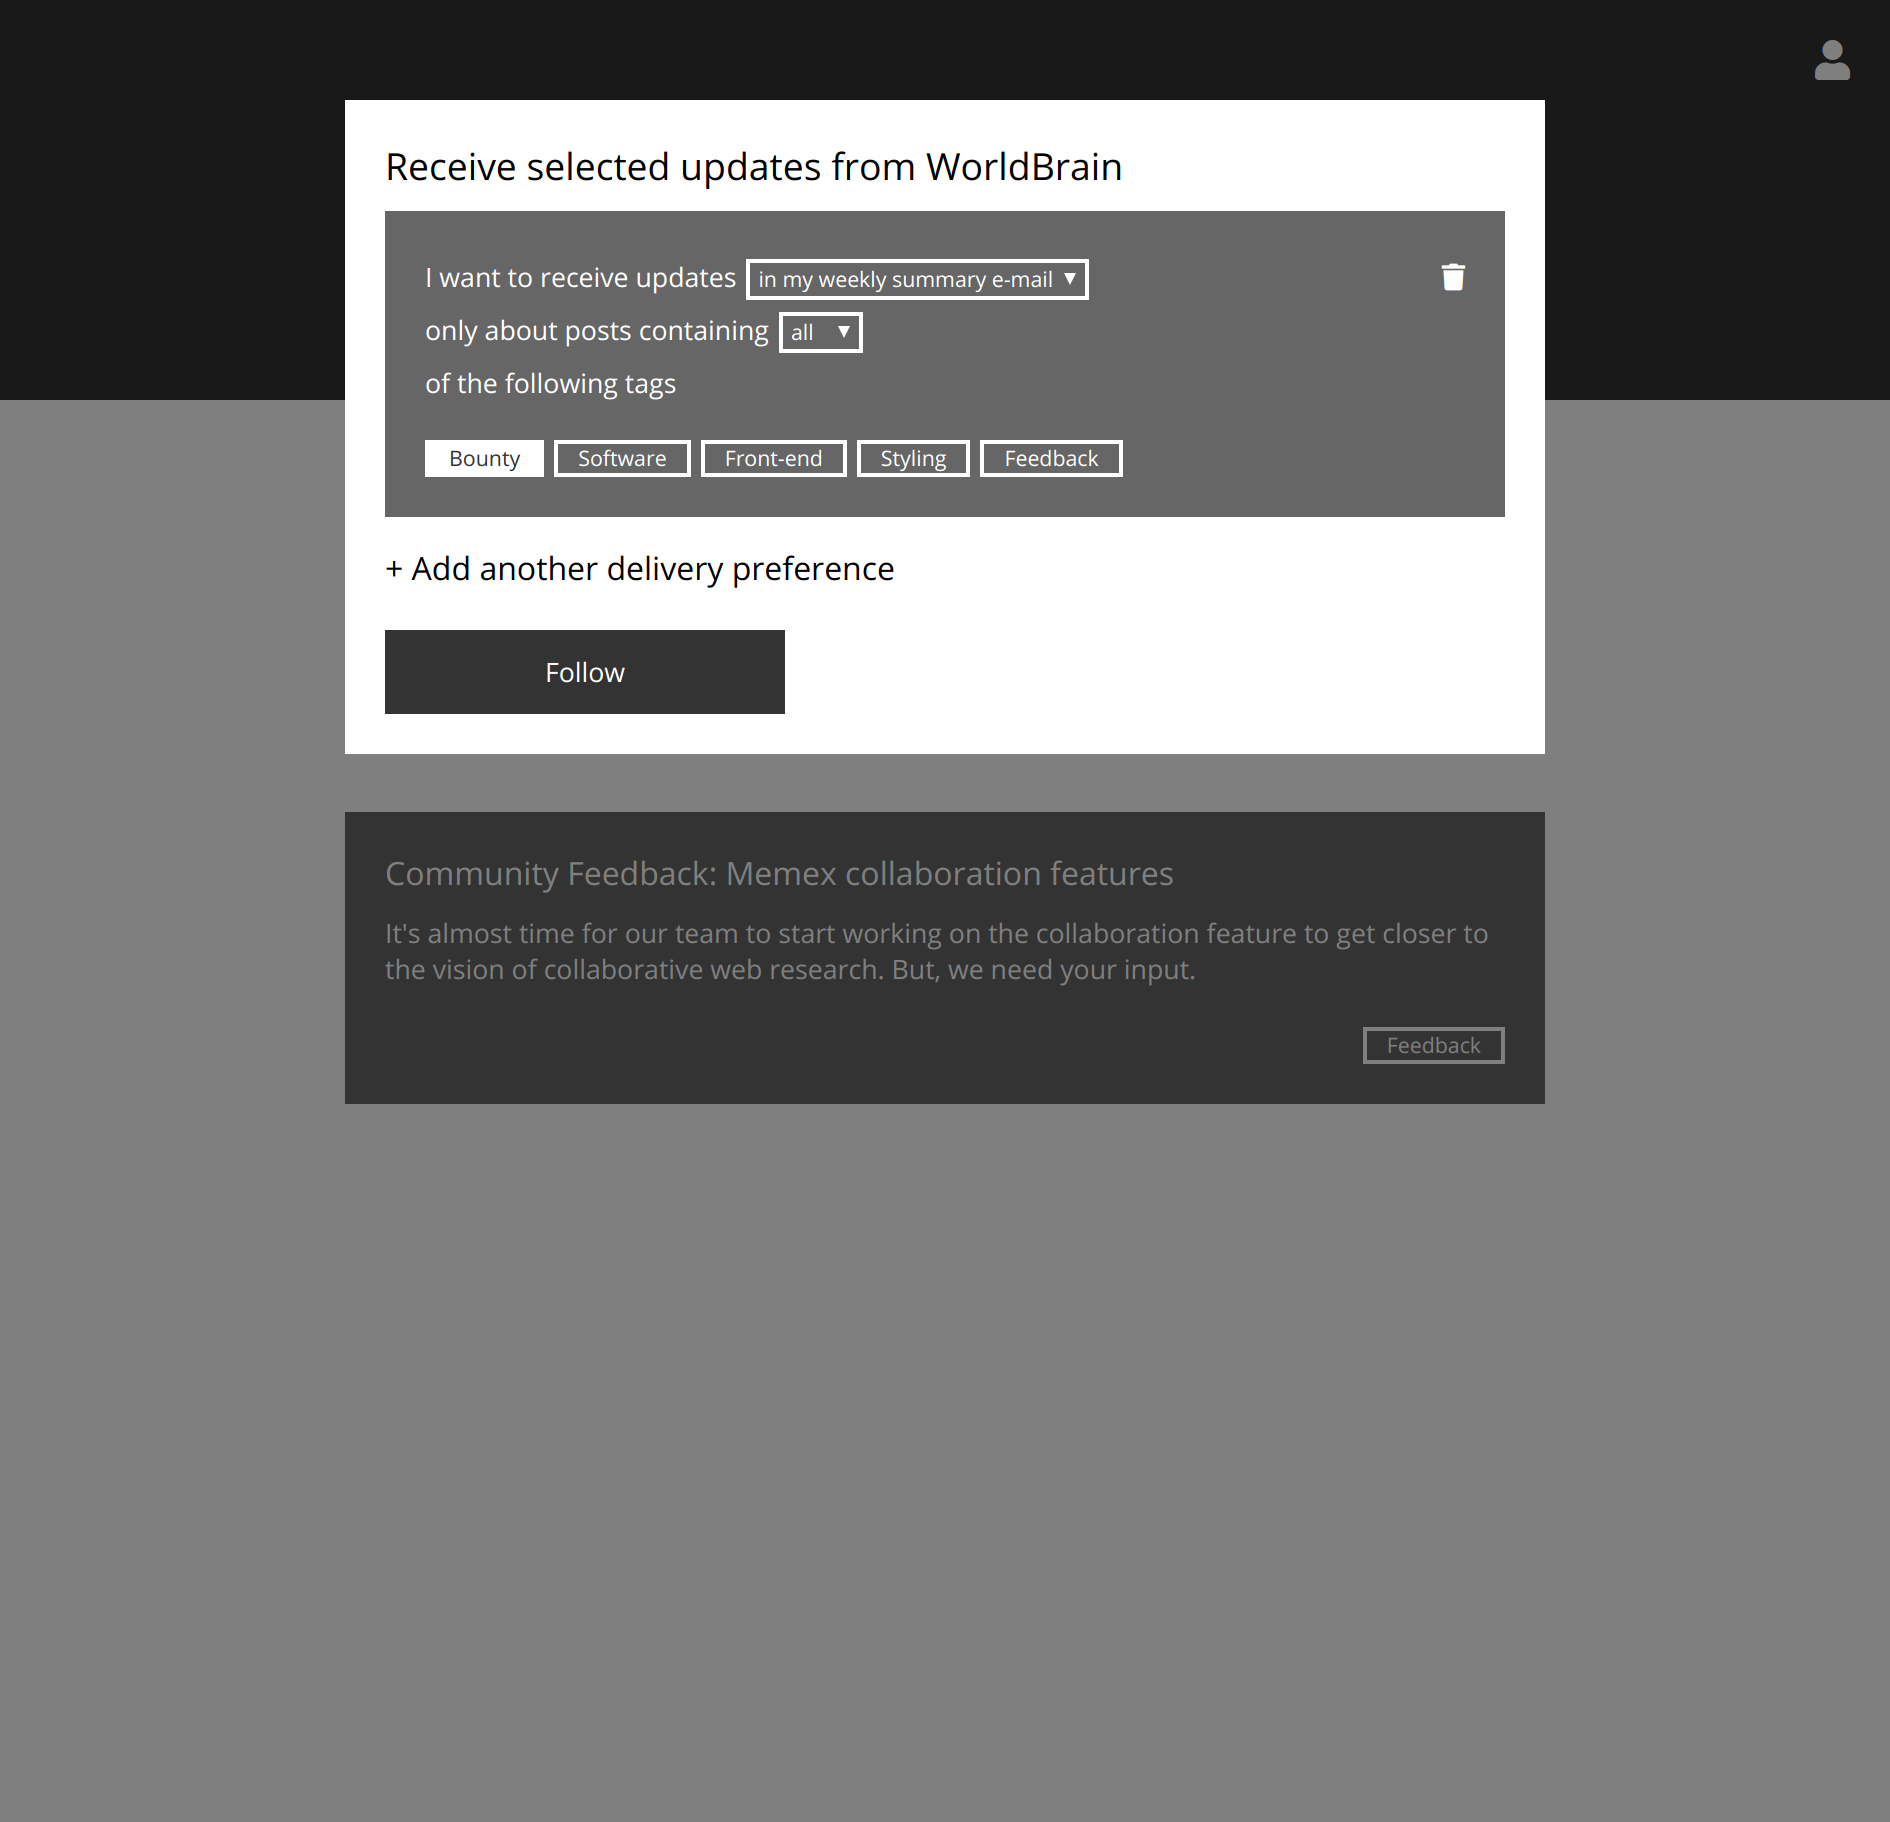 Receive selected updates from WorldBrain
I want to receive updates in my weekly summary e-mail ▼
only about posts containing all ▼
of the following tags
Bounty Software Front-end Styling Feedback
+ Add another delivery preference
Follow
Community Feedback: Memex collaboration features
It's almost time for our team to start working on the collaboration feature to get closer to
the vision of collaborative web research. But, we need your input.
Feedback